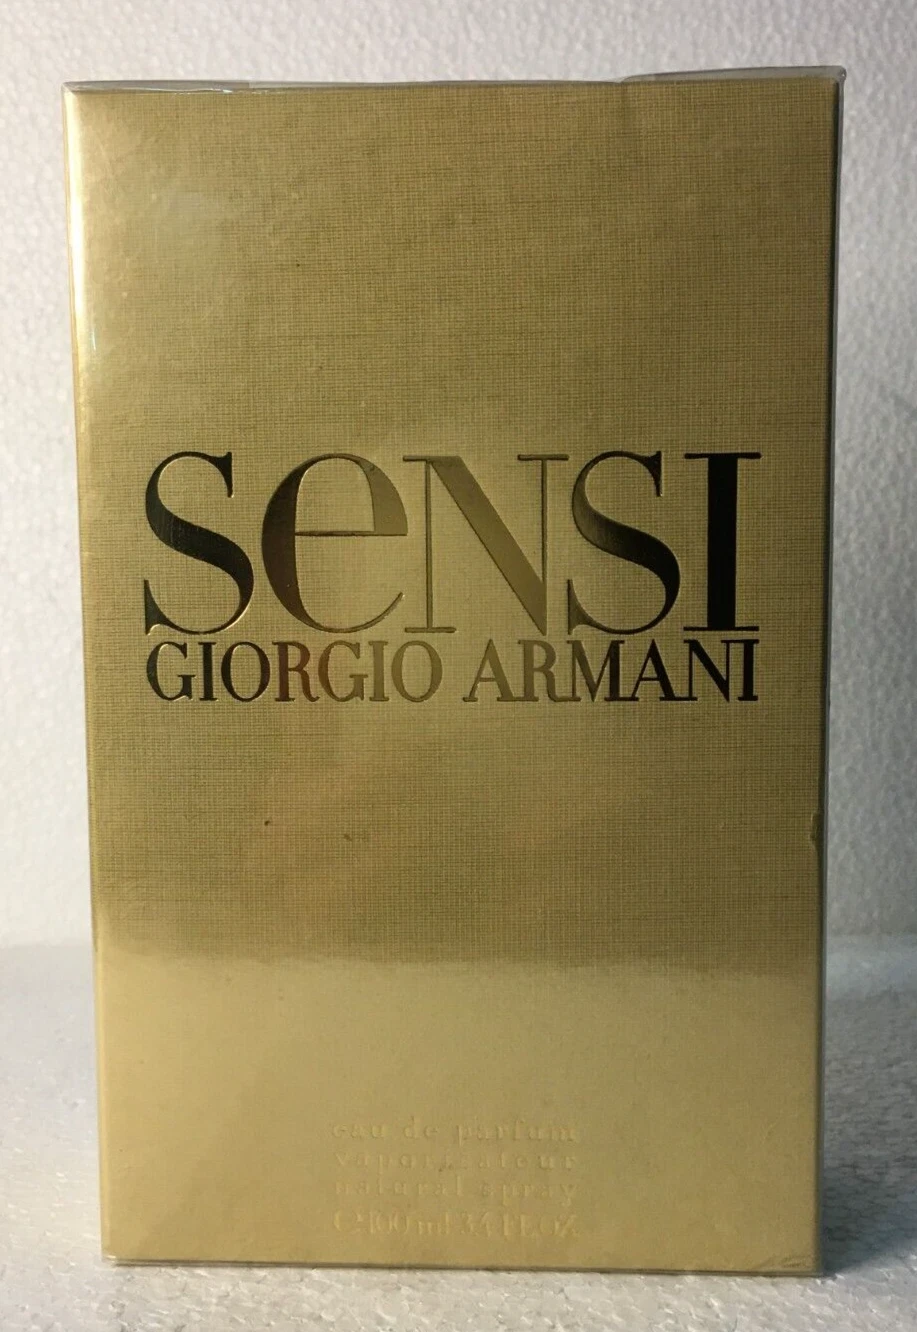 SeNSI
GIORGIO ARMANI
eau de parfum
vaporisateur
natural spray
℮100ml 3.4 FL.OZ